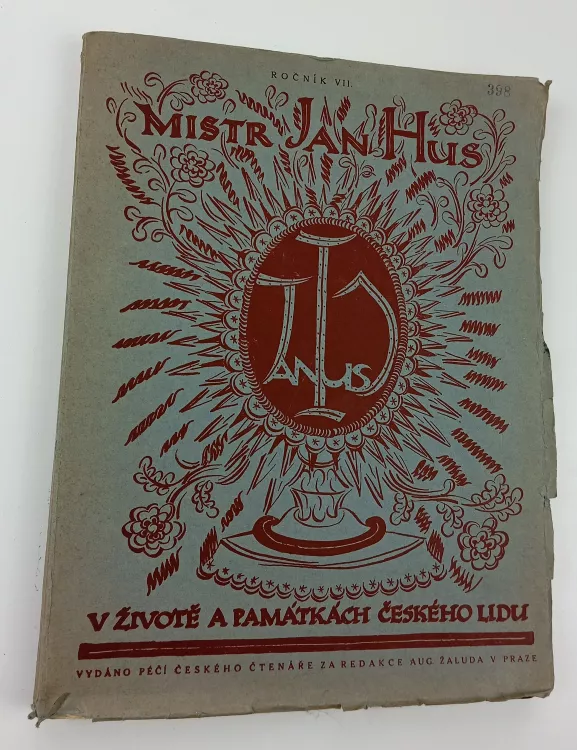 ROČNÍK VII.
398
MISTR JAN HUS
JANUS
V ŽIVOTĚ A PAMÁTKÁCH ČESKÉHO LIDU
VYDÁNO PÉČÍ ČESKÉHO ČTENÁŘE ZA REDAKCE AUG. ŽALUDA V PRAZE